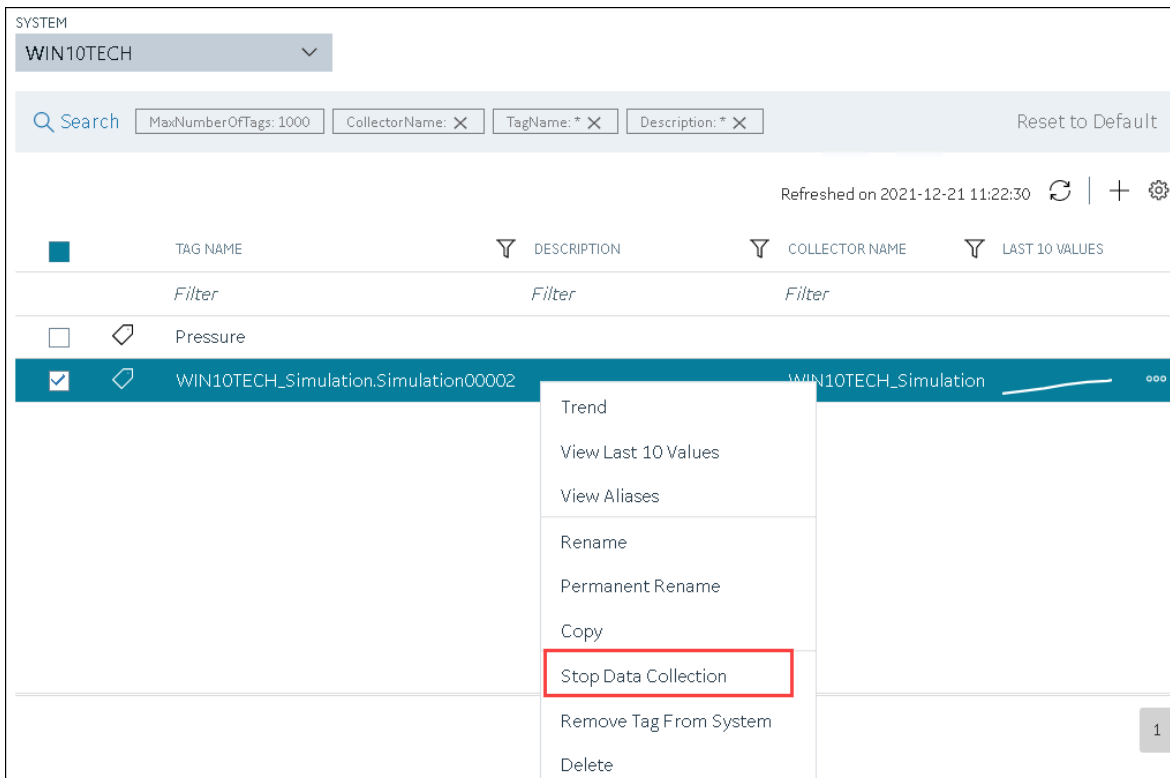 SYSTEM
WIN10TECH
Search MaxNumberOfTags: 1000 CollectorName: TagName: * Description: * Reset to Default
Refreshed on 2021-12-21 11:22:30
TAG NAME DESCRIPTION COLLECTOR NAME LAST 10 VALUES
Filter Filter Filter
Pressure
WIN10TECH_Simulation.Simulation00002 WIN10TECH_Simulation
Trend
View Last 10 Values
View Aliases
Rename
Permanent Rename
Copy
Stop Data Collection
Remove Tag From System
1
Delete